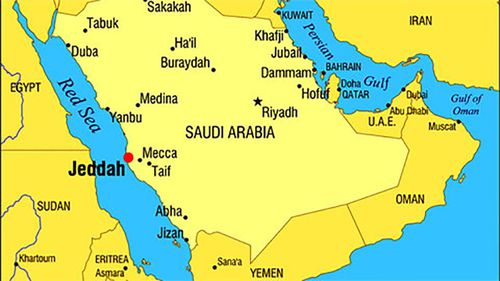 Sakakah
KUWAIT
IRAN
Tabuk
Khafji
Persian
Gulf
Duba
Ha'il
Jubail
Buraydah
Dammam
BAHRAIN
EGYPT
Red Sea
Hofuf
Doha
QATAR
Dubai
Gulf of
Oman
Medina
Yanbu
Riyadh
Abu Dhabi
U.A.E.
Muscat
SAUDI ARABIA
Mecca
Jeddah
Taif
OMAN
SUDAN
Abha
Jizan
Khartoum
ERITREA
Asmara
Sana'a
YEMEN